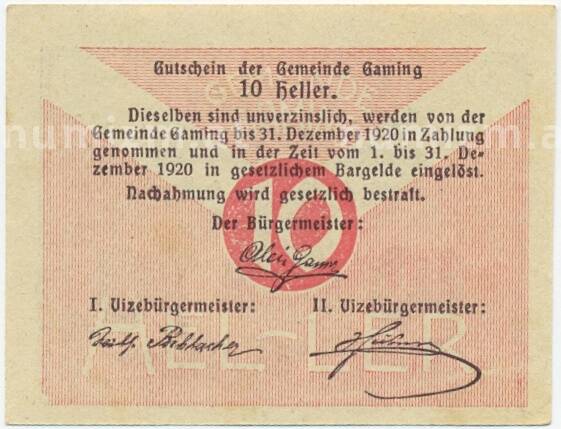 Gutschein der Gemeinde Gaming
10 Heller.
Dieselben sind unverzinslich, werden von der
Gemeinde Gaming bis 31. Dezember 1920 in Zahlung
genommen und in der Zeit vom 1. bis 31. De-
zember 1920 in gesetzlichem Bargelde eingelöst.
Nachahmung wird gesetzlich bestraft.
10
Der Bürgermeister:
I. Vizebürgermeister: II. Vizebürgermeister: